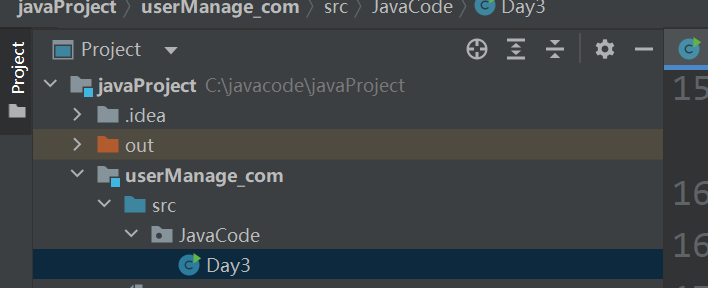 javaProject userManage_com src JavaCode Day3
Project
Project
15
javaProject C:\javacode\javaProject
.idea
out
userManage_com
16
src
JavaCode
16
Day3